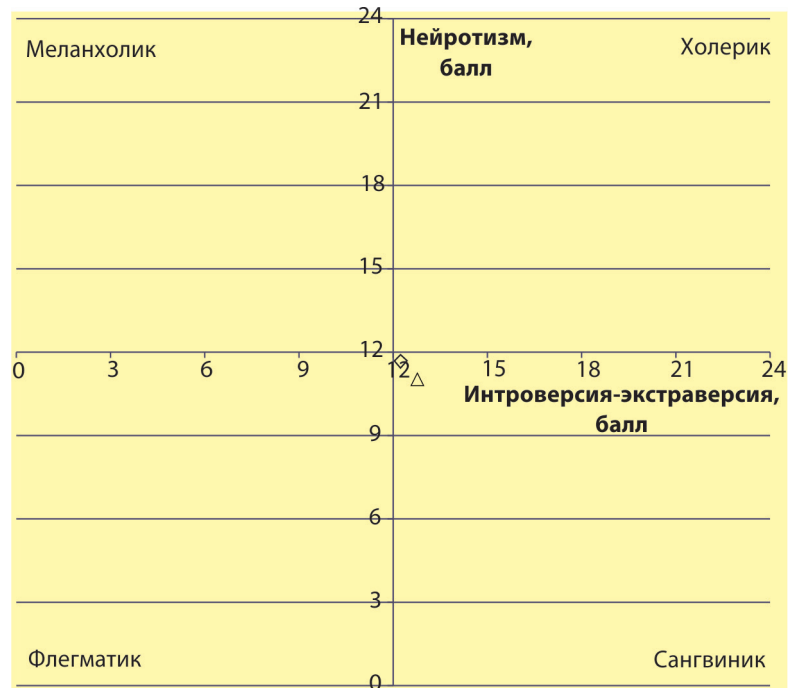 24
Меланхолик
Нейротизм,
балл
Холерик
21
18
15
12
0 3 6 9 12 15 18 21 24
Интроверсия-экстраверсия,
балл
9
6
3
Флегматик
Сангвиник
0